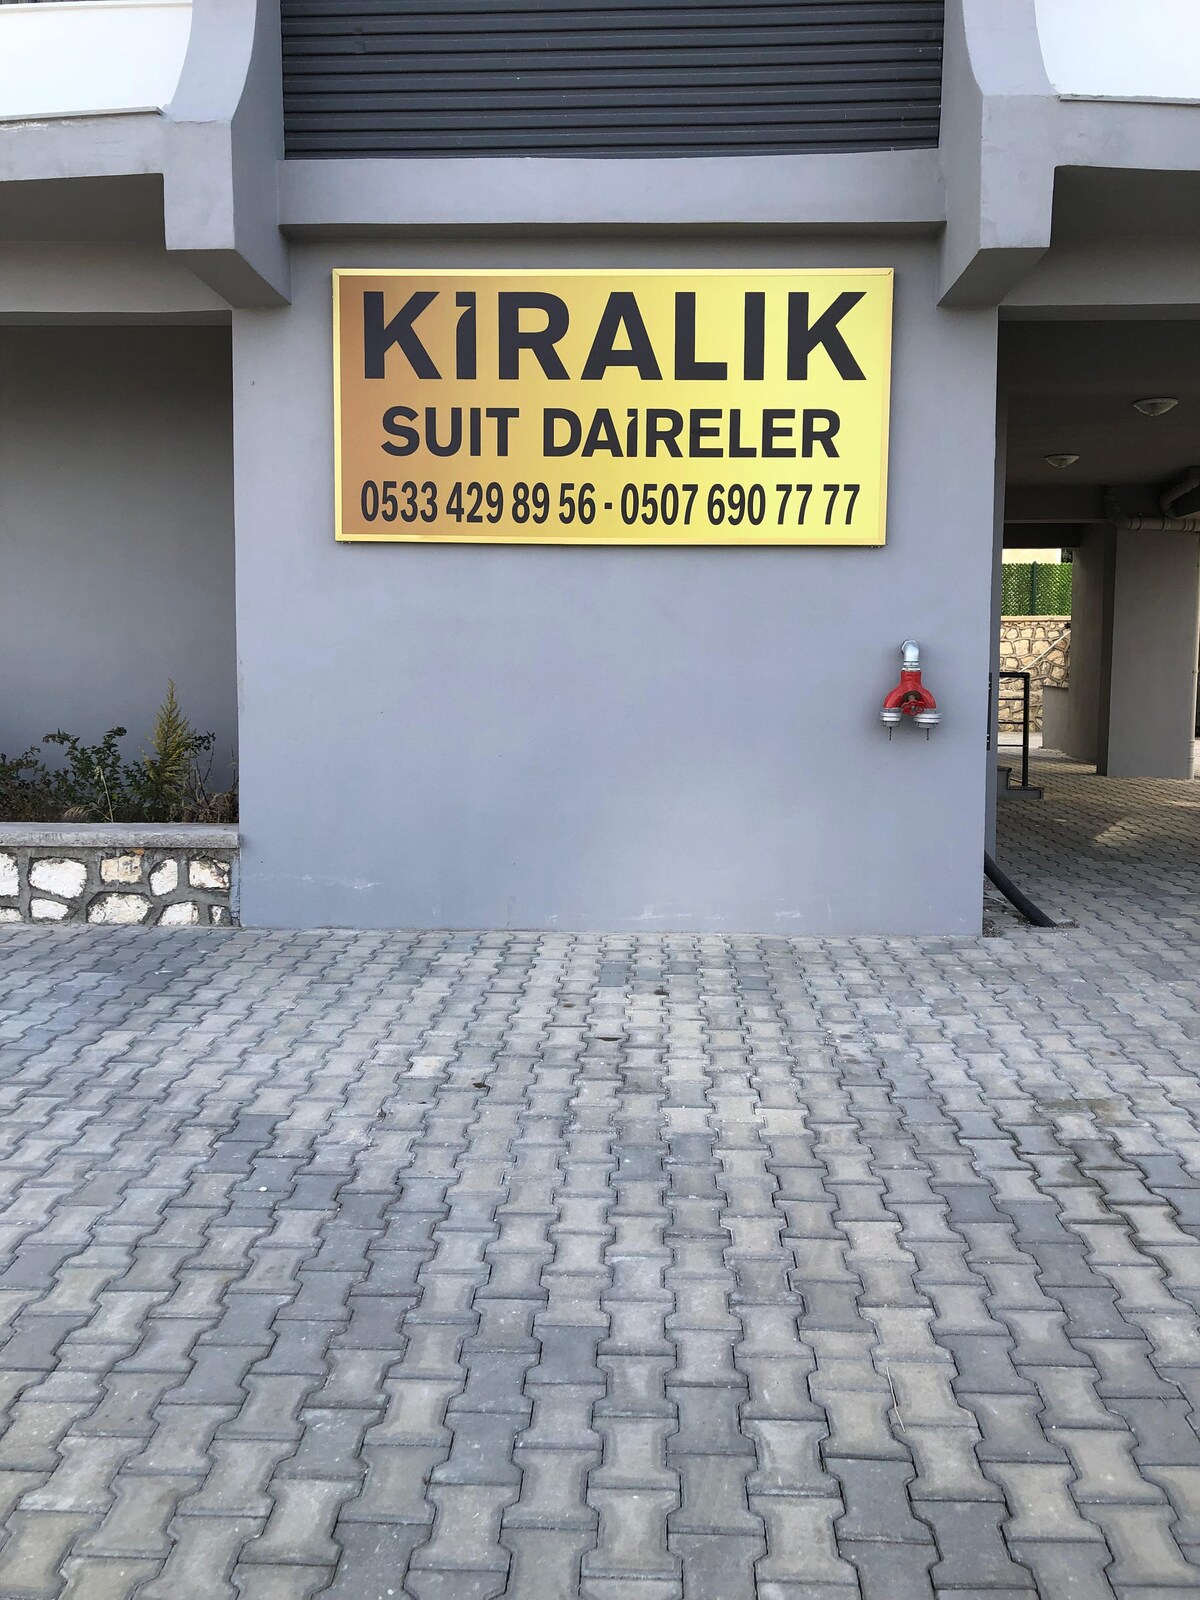 KİRALIK
SUIT DAİRELER
0533 429 89 56 - 0507 690 77 77